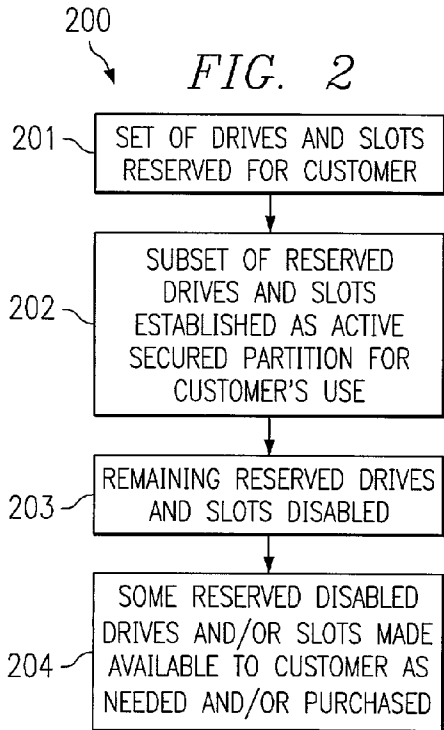 200
FIG. 2
201
SET OF DRIVES AND SLOTS
RESERVED FOR CUSTOMER
202
SUBSET OF RESERVED
DRIVES AND SLOTS
ESTABLISHED AS ACTIVE
SECURED PARTITION FOR
CUSTOMER'S USE
203
REMAINING RESERVED DRIVES
AND SLOTS DISABLED
204
SOME RESERVED DISABLED
DRIVES AND/OR SLOTS MADE
AVAILABLE TO CUSTOMER AS
NEEDED AND/OR PURCHASED